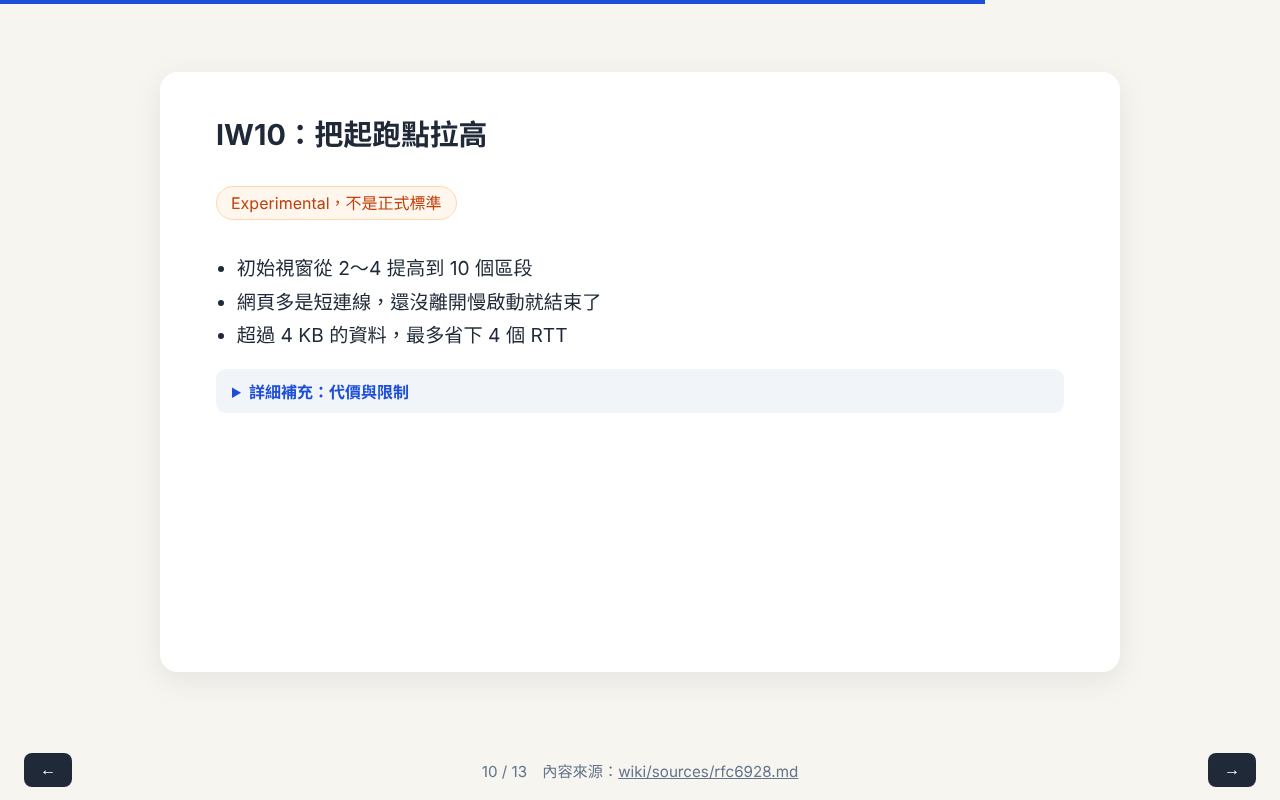 IW10：把起跑點拉高
Experimental，不是正式標準
• 初始視窗從 2～4 提高到 10 個區段
• 網頁多是短連線，還沒離開慢啟動就結束了
• 超過 4 KB 的資料，最多省下 4 個 RTT
▶ 詳細補充：代價與限制
←
10 / 13 內容來源：wiki/sources/rfc6928.md
→